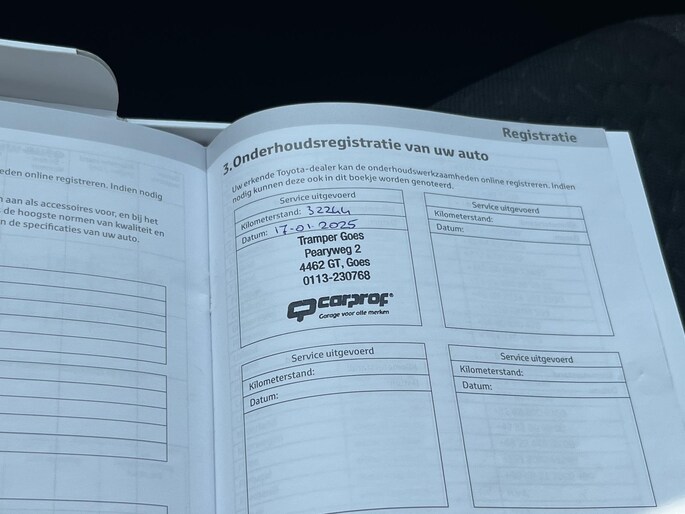 eden online registreren. Indien nodig
n aan als accessoires voor, en bij het
de hoogste normen van kwaliteit en
n de specificaties van uw auto.
Registratie
3. Onderhoudsregistratie van uw auto
Uw erkende Toyota-dealer kan de onderhoudswerkzaamheden online registreren. Indien
nodig kunnen deze ook in dit boekje worden genoteerd.
Service uitgevoerd
Kilometerstand: 32244
Datum: 17-01-2025
Tramper Goes
Pearyweg 2
4462 GT, Goes
0113-230768
carprof
Garage voor alle merken
Service uitgevoerd
Kilometerstand:
Datum:
Service uitgevoerd
Kilometerstand:
Datum:
Service uitgevoerd
Kilometerstand:
Datum: